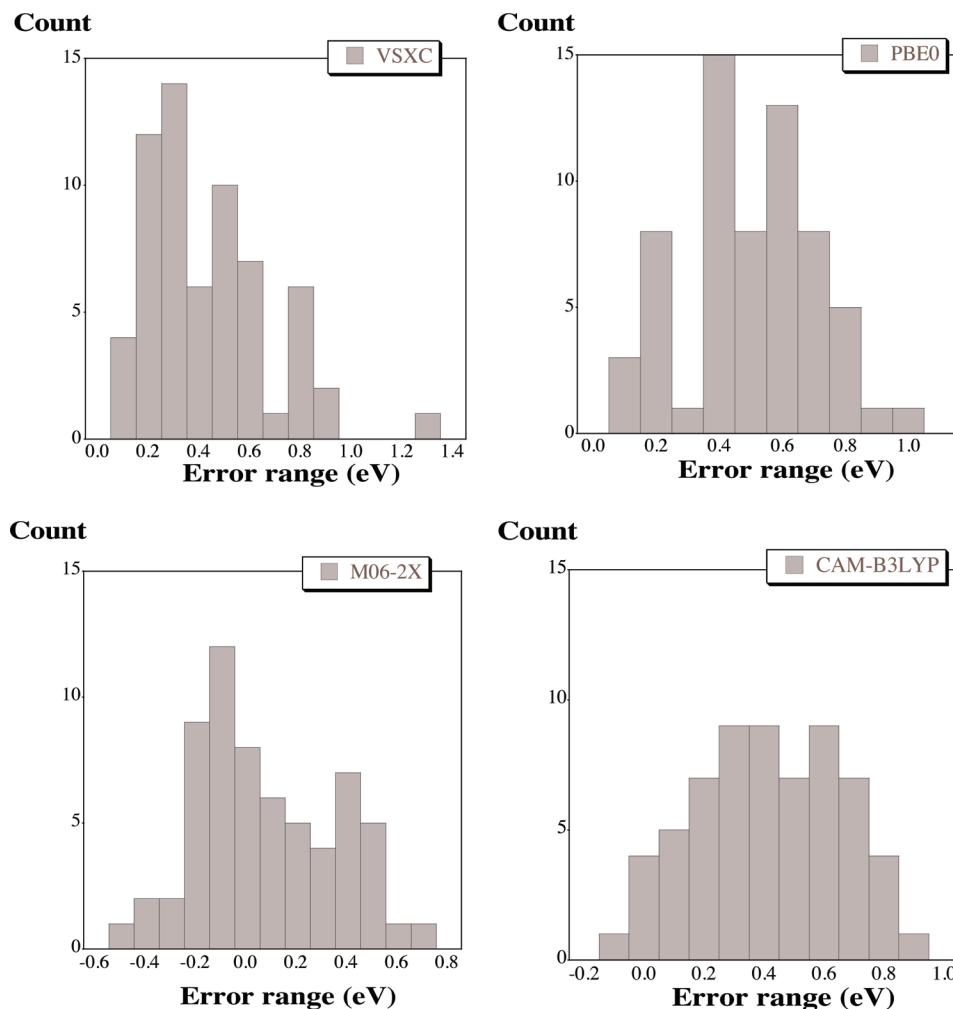 Count
VSXC
15
10
5
0
0.0 0.2 0.4 0.6 0.8 1.0 1.2 1.4
Error range (eV)
Count
PBE0
15
10
5
0
0.0 0.2 0.4 0.6 0.8 1.0
Error range (eV)
Count
M06-2X
15
10
5
0
-0.6 -0.4 -0.2 0.0 0.2 0.4 0.6 0.8
Error range (eV)
Count
CAM-B3LYP
15
10
5
0
-0.2 0.0 0.2 0.4 0.6 0.8 1.0
Error range (eV)